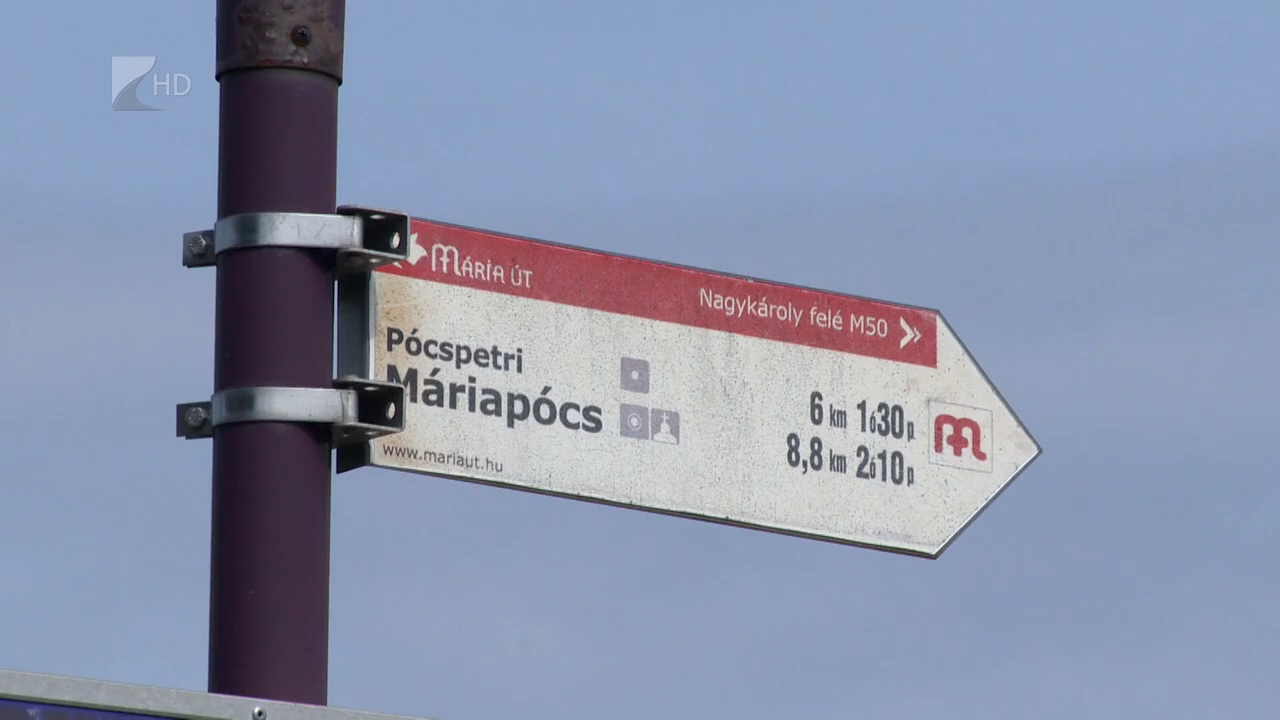 HD
MÁRIA ÚT
Nagykároly felé M50
Pócspetri
6 km 1ó30p
Máriapócs
8,8 km 2ó10p
www.mariaut.hu